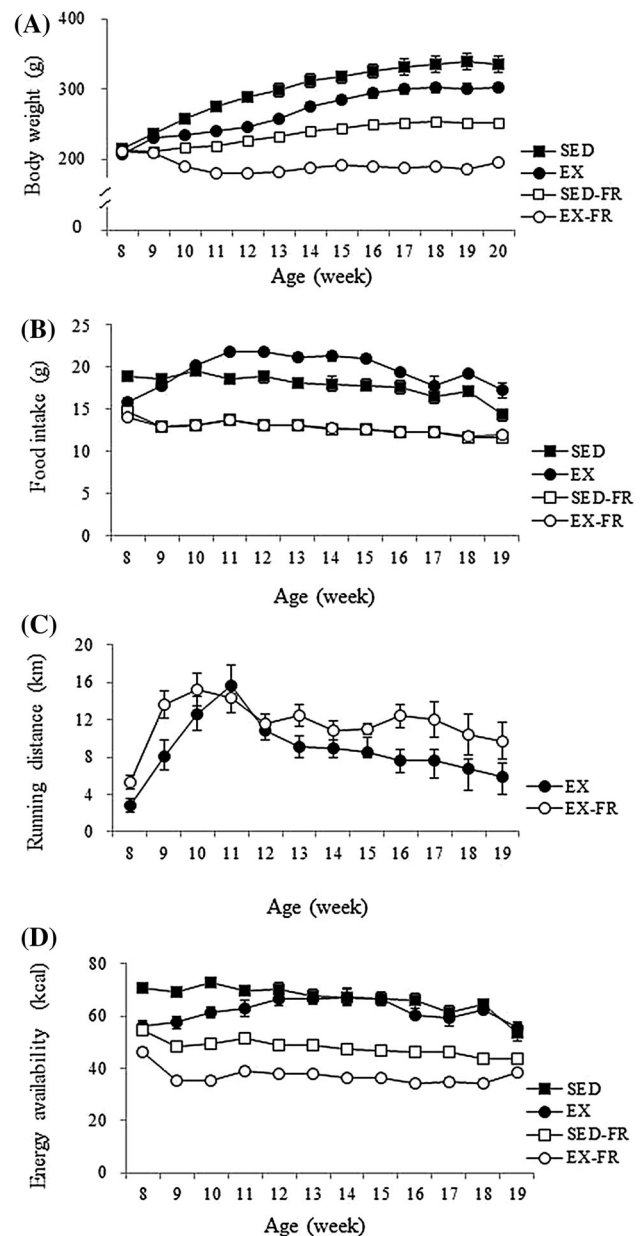 (A)
Body weight (g)
400
300
200
0
8 9 10 11 12 13 14 15 16 17 18 19 20
Age (week)
SED
EX
SED-FR
EX-FR
(B)
Food intake (g)
25
20
15
10
5
0
8 9 10 11 12 13 14 15 16 17 18 19
Age (week)
SED
EX
SED-FR
EX-FR
(C)
Running distance (km)
20
16
12
8
4
0
8 9 10 11 12 13 14 15 16 17 18 19
Age (week)
EX
EX-FR
(D)
Energy availability (kcal)
80
60
40
20
0
8 9 10 11 12 13 14 15 16 17 18 19
Age (week)
SED
EX
SED-FR
EX-FR